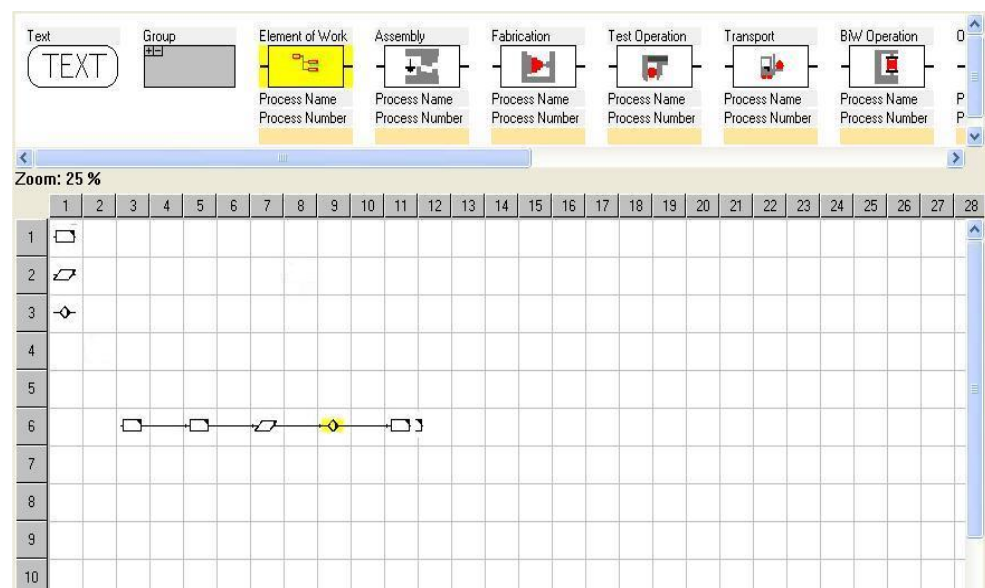 Text Group Element of Work Assembly Fabrication Test Operation Transport BiW Operation
TEXT
Process Name Process Name Process Name Process Name Process Name Process Name
Process Number Process Number Process Number Process Number Process Number Process Number
Zoom: 25 %
1 2 3 4 5 6 7 8 9 10 11 12 13 14 15 16 17 18 19 20 21 22 23 24 25 26 27 28
1
2
3
4
5
6
7
8
9
10